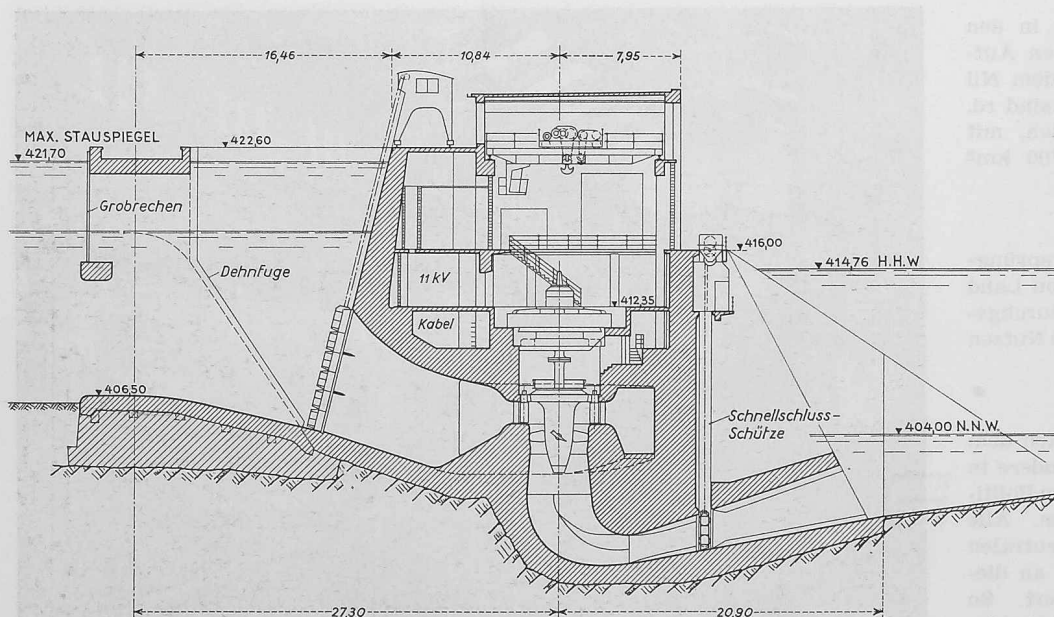 16,46
10,84
7,95
MAX. STAUSPIEGEL
421,70
422,60
Grobrechen
416,00
414,76 H.H.W
Dehnfuge
11 kV
412,35
Kabel
406,50
Schnellschluss-
Schütze
404,00 N.N.W.
27,30
20,90